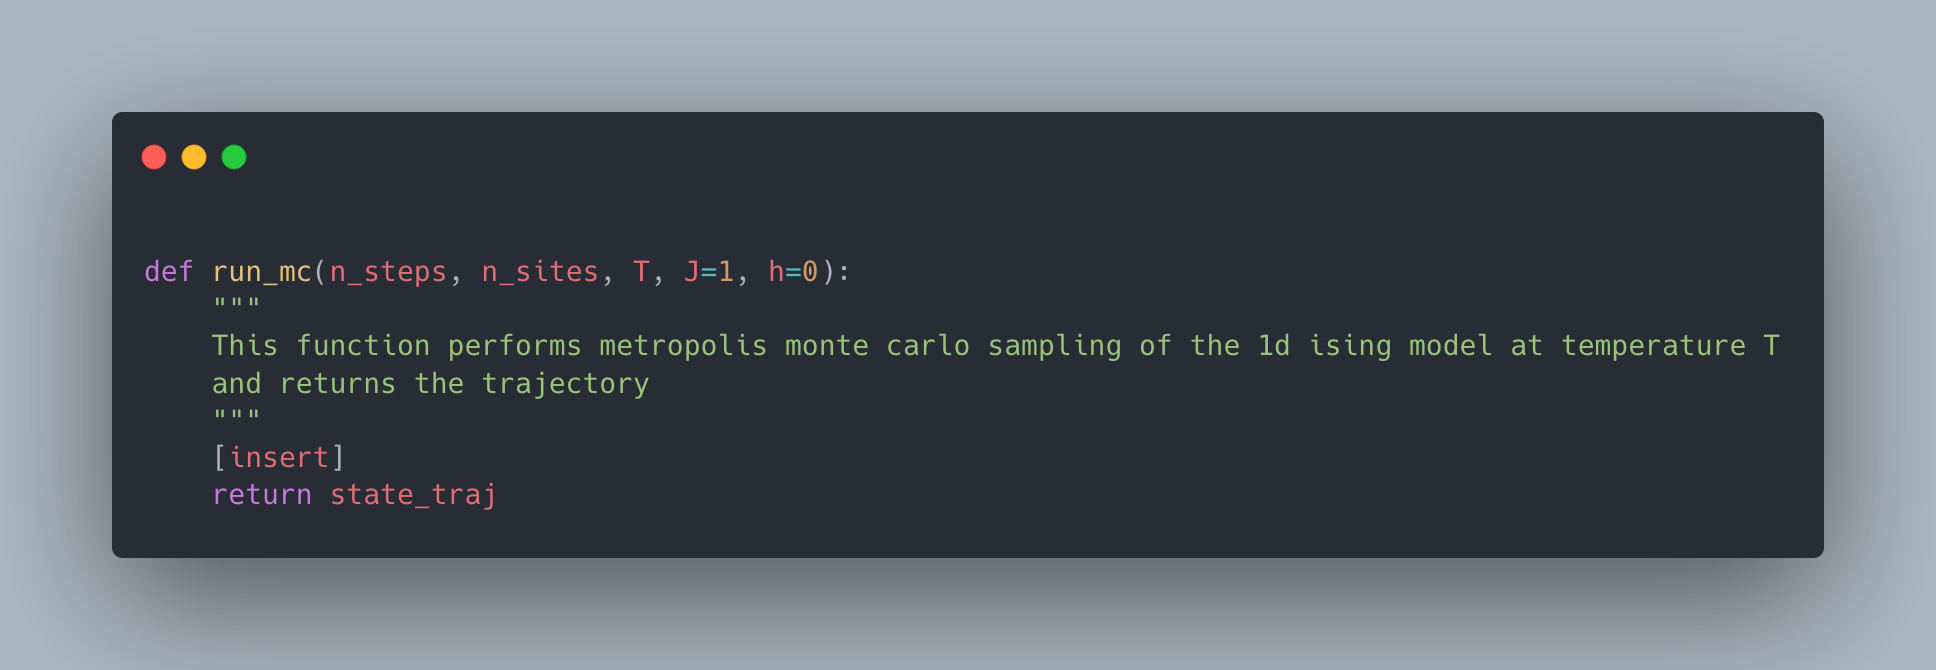 def run_mc(n_steps, n_sites, T, J=1, h=0):
    """
    This function performs metropolis monte carlo sampling of the 1d ising model at temperature T
    and returns the trajectory
    """
    [insert]
    return state_traj